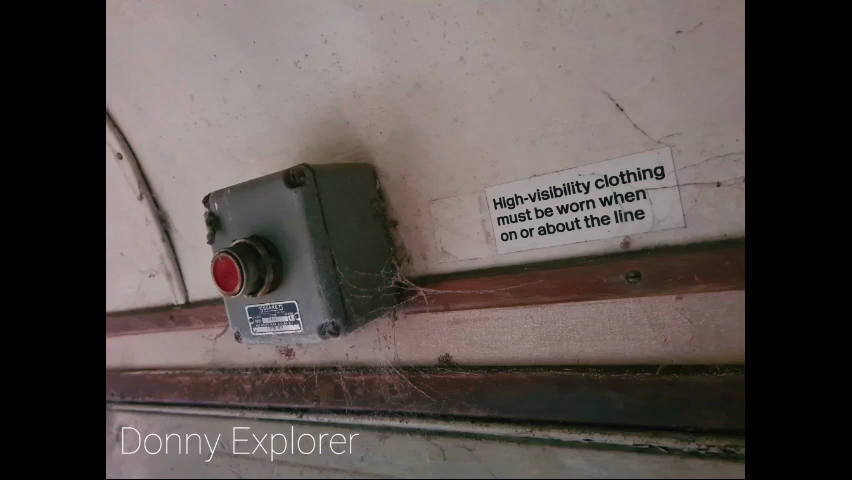 High-visibility clothing
must be worn when
on or about the line
Donny Explorer